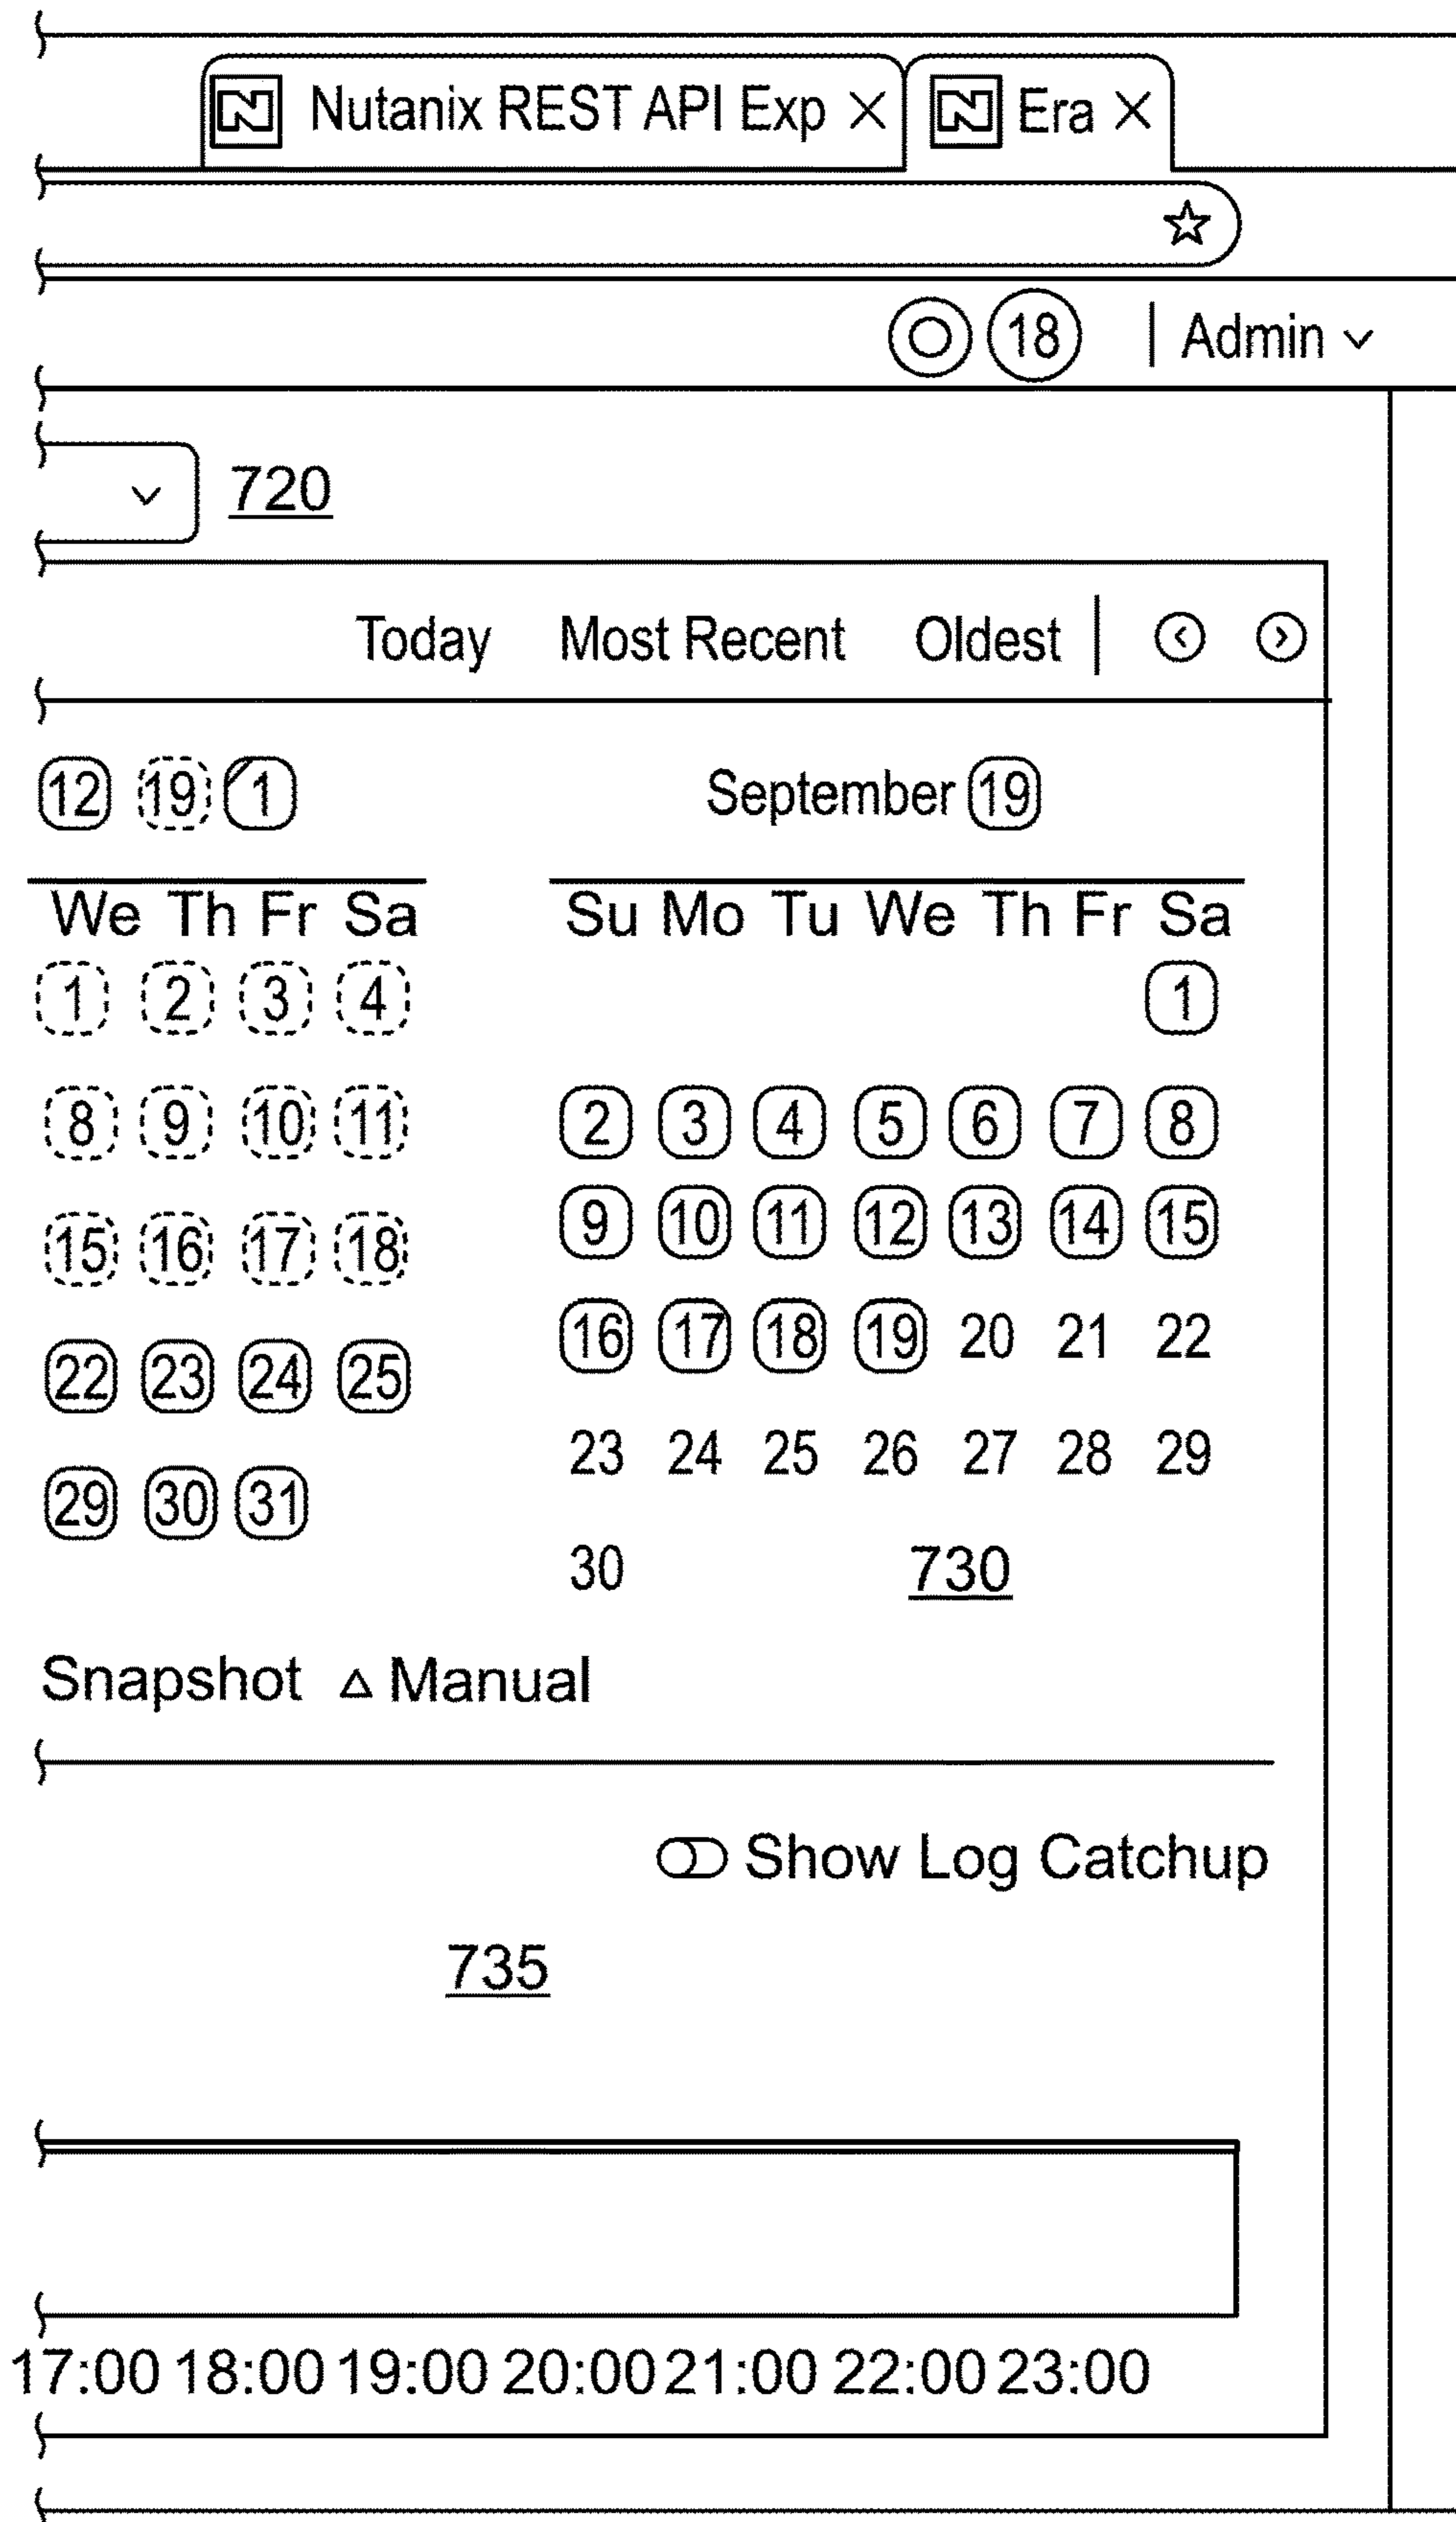 Nutanix REST API Exp × Era ×
18 | Admin
720
Today Most Recent Oldest
12 19 1 September 19
We Th Fr Sa Su Mo Tu We Th Fr Sa
1 2 3 4 1
8 9 10 11 2 3 4 5 6 7 8
9 10 11 12 13 14 15
15 16 17 18
16 17 18 19 20 21 22
22 23 24 25
23 24 25 26 27 28 29
29 30 31
30 730
Snapshot △ Manual
Show Log Catchup
735
17:00 18:00 19:00 20:00 21:00 22:00 23:00